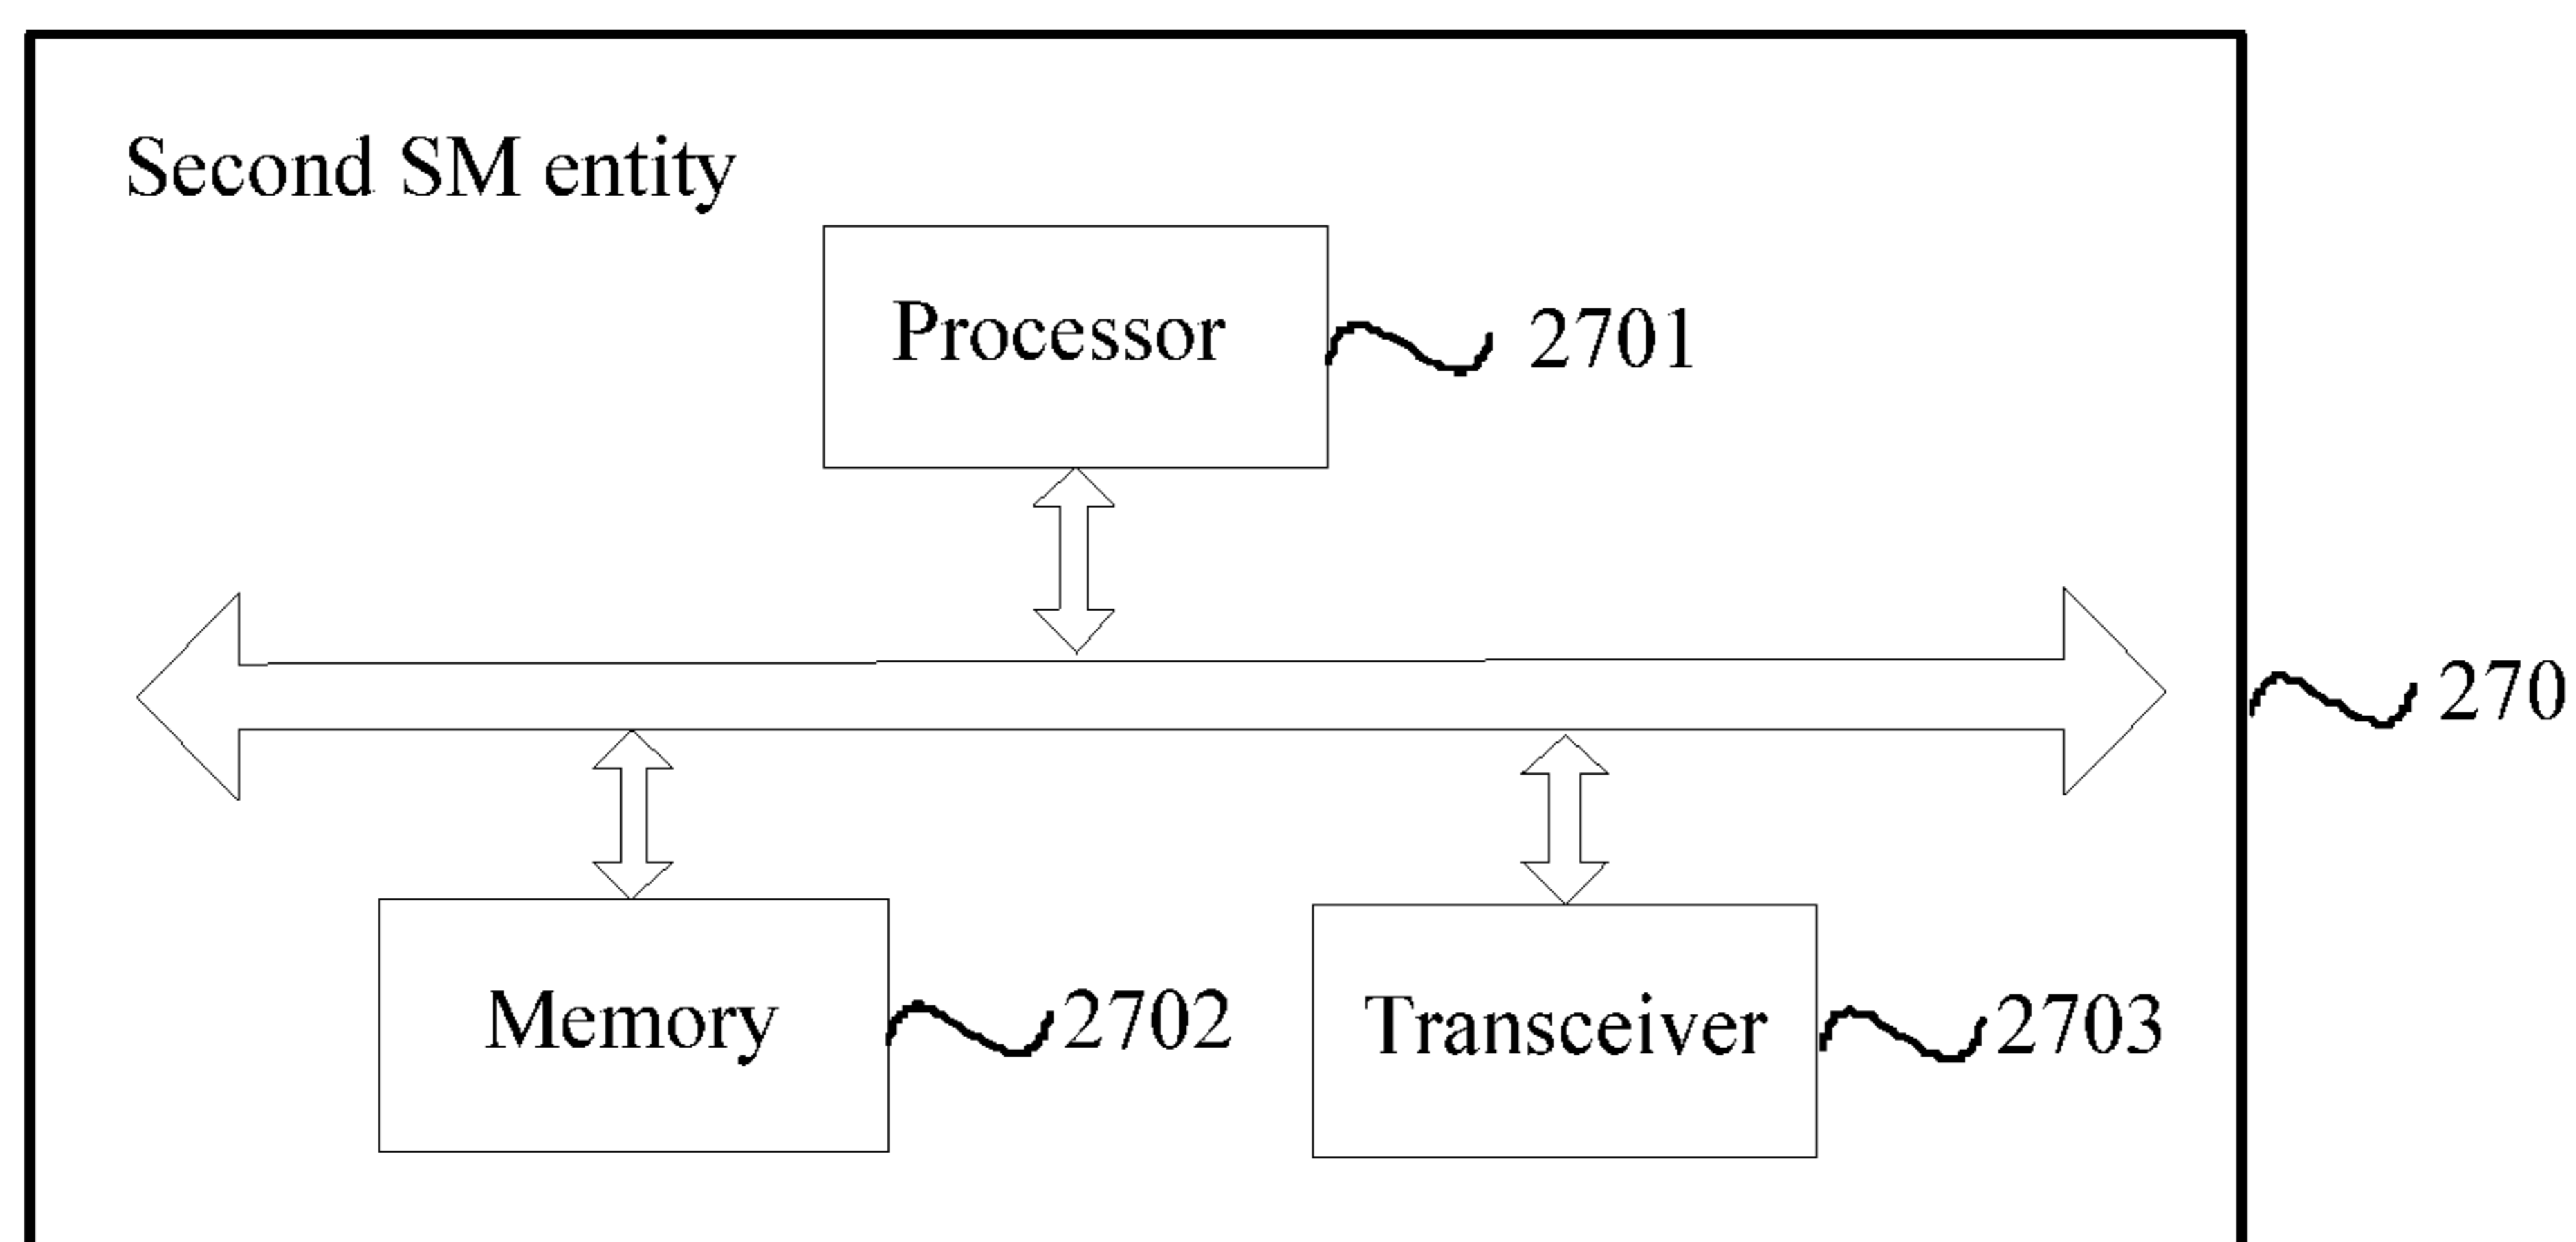 Second SM entity
Processor
2701
270
Memory
2702
Transceiver
2703